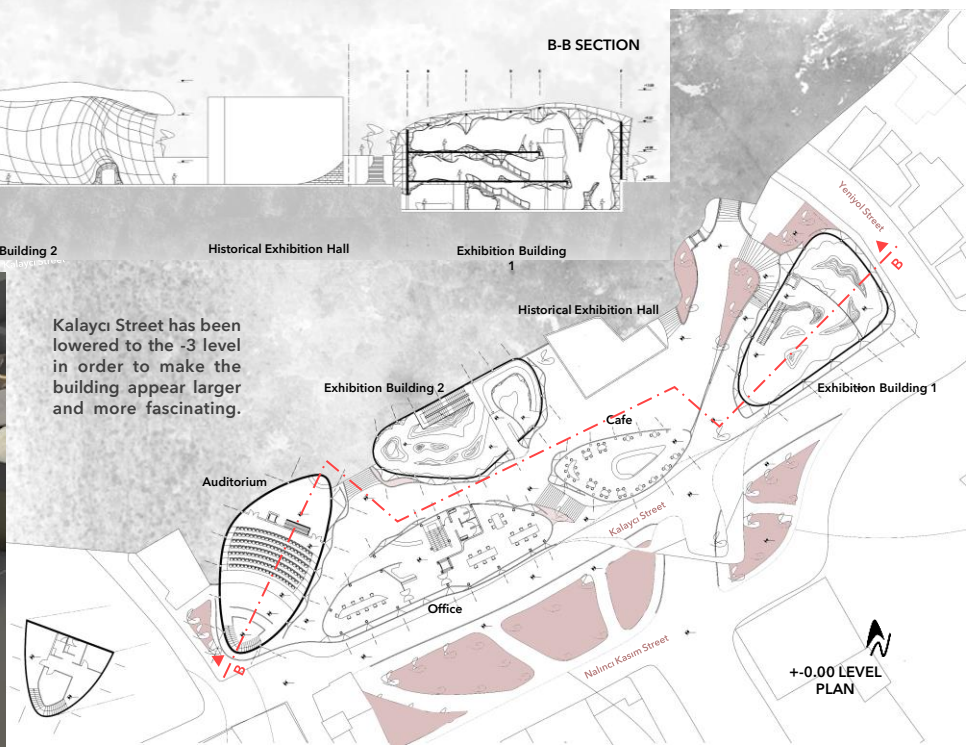 B-B SECTION
Building 2
Historical Exhibition Hall
Exhibition Building
1
Kalaycı Street has been
lowered to the -3 level
in order to make the
building appear larger
and more fascinating.
Yeniyol Street
B
Historical Exhibition Hall
Exhibition Building 2
Exhibition Building 1
Cafe
Auditorium
Kalaycı Street
Office
Nalıncı Kasım Street
B
+-0.00 LEVEL
PLAN